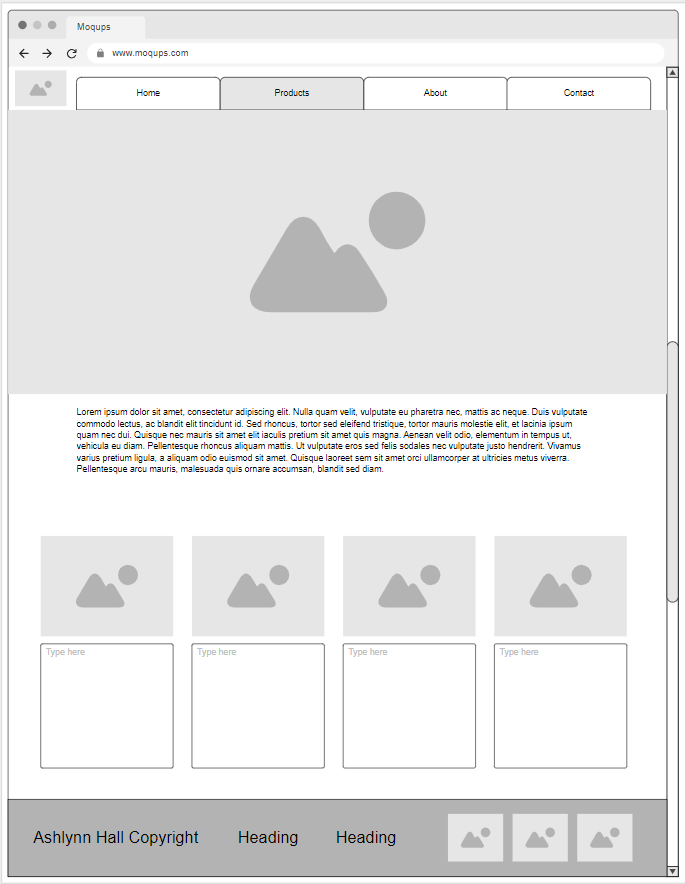 Moqups
www.moqups.com
Home
Products
About
Contact
Lorem ipsum dolor sit amet, consectetur adipiscing elit. Nulla quam velit, vulputate eu pharetra nec, mattis ac neque. Duis vulputate
commodo lectus, ac blandit elit tincidunt id. Sed rhoncus, tortor sed eleifend tristique, tortor mauris molestie elit, et lacinia ipsum
quam nec dui. Quisque nec mauris sit amet elit iaculis pretium sit amet quis magna. Aenean velit odio, elementum in tempus ut,
vehicula eu diam. Pellentesque rhoncus aliquam mattis. Ut vulputate eros sed felis sodales nec vulputate justo hendrerit. Vivamus
varius pretium ligula, a aliquam odio euismod sit amet. Quisque laoreet sem sit amet orci ullamcorper at ultricies metus viverra.
Pellentesque arcu mauris, malesuada quis ornare accumsan, blandit sed diam.
Type here
Type here
Type here
Type here
Ashlynn Hall Copyright
Heading
Heading